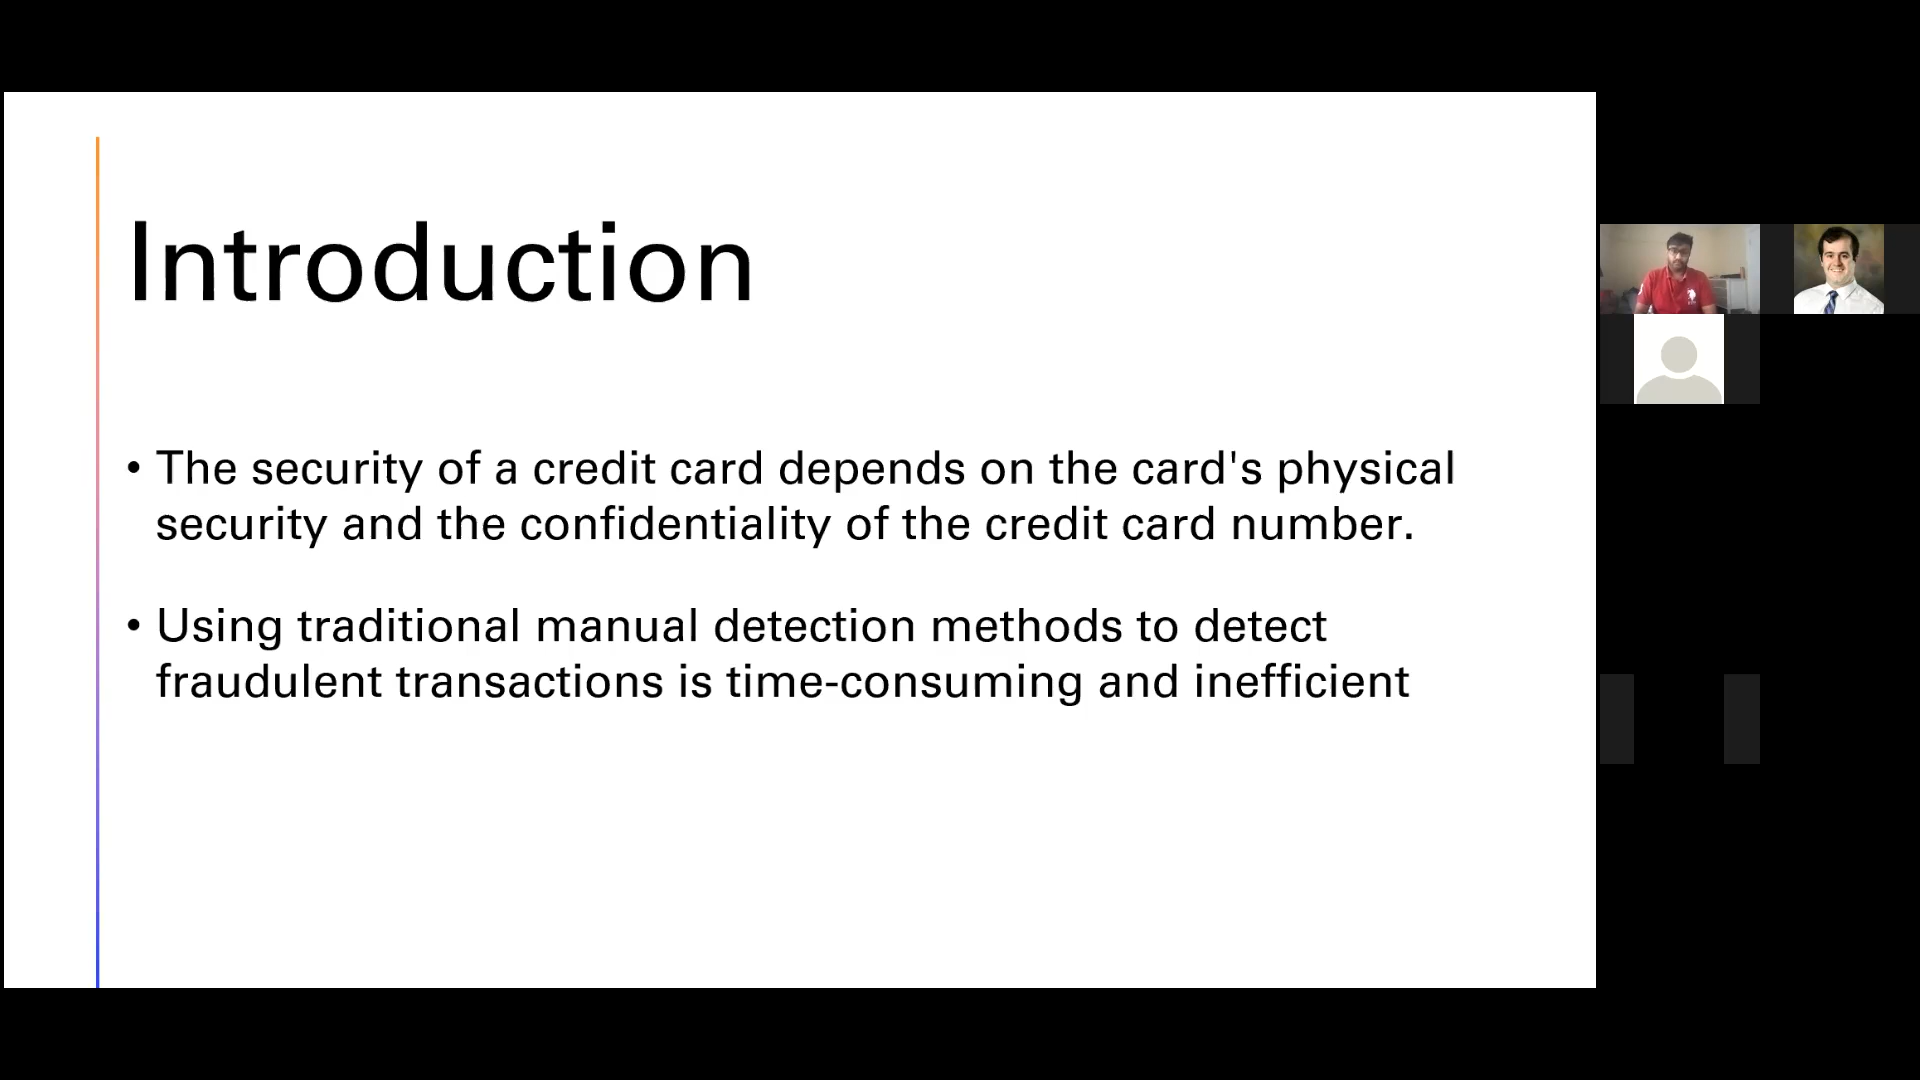 Introduction
• The security of a credit card depends on the card's physical
security and the confidentiality of the credit card number.
• Using traditional manual detection methods to detect
fraudulent transactions is time-consuming and inefficient